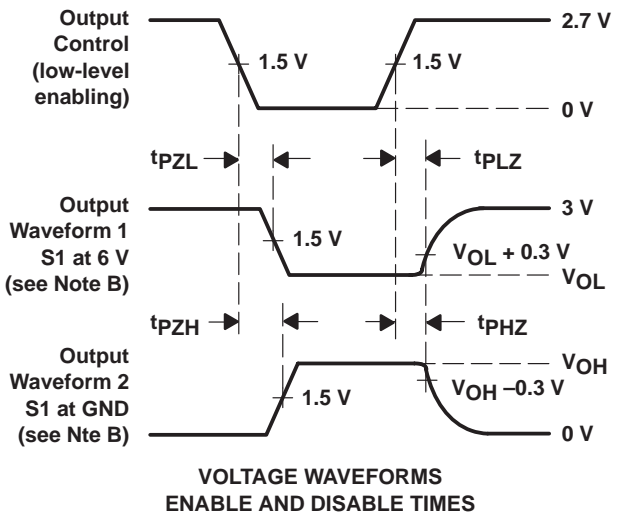 Output
Control
(low-level
enabling)
2.7 V
1.5 V
1.5 V
0 V
tPZL
tPLZ
Output
Waveform 1
S1 at 6 V
(see Note B)
3 V
1.5 V
VOL + 0.3 V
VOL
tPZH
tPHZ
Output
Waveform 2
S1 at GND
(see Nte B)
VOH
1.5 V
VOH –0.3 V
0 V
VOLTAGE WAVEFORMS
ENABLE AND DISABLE TIMES